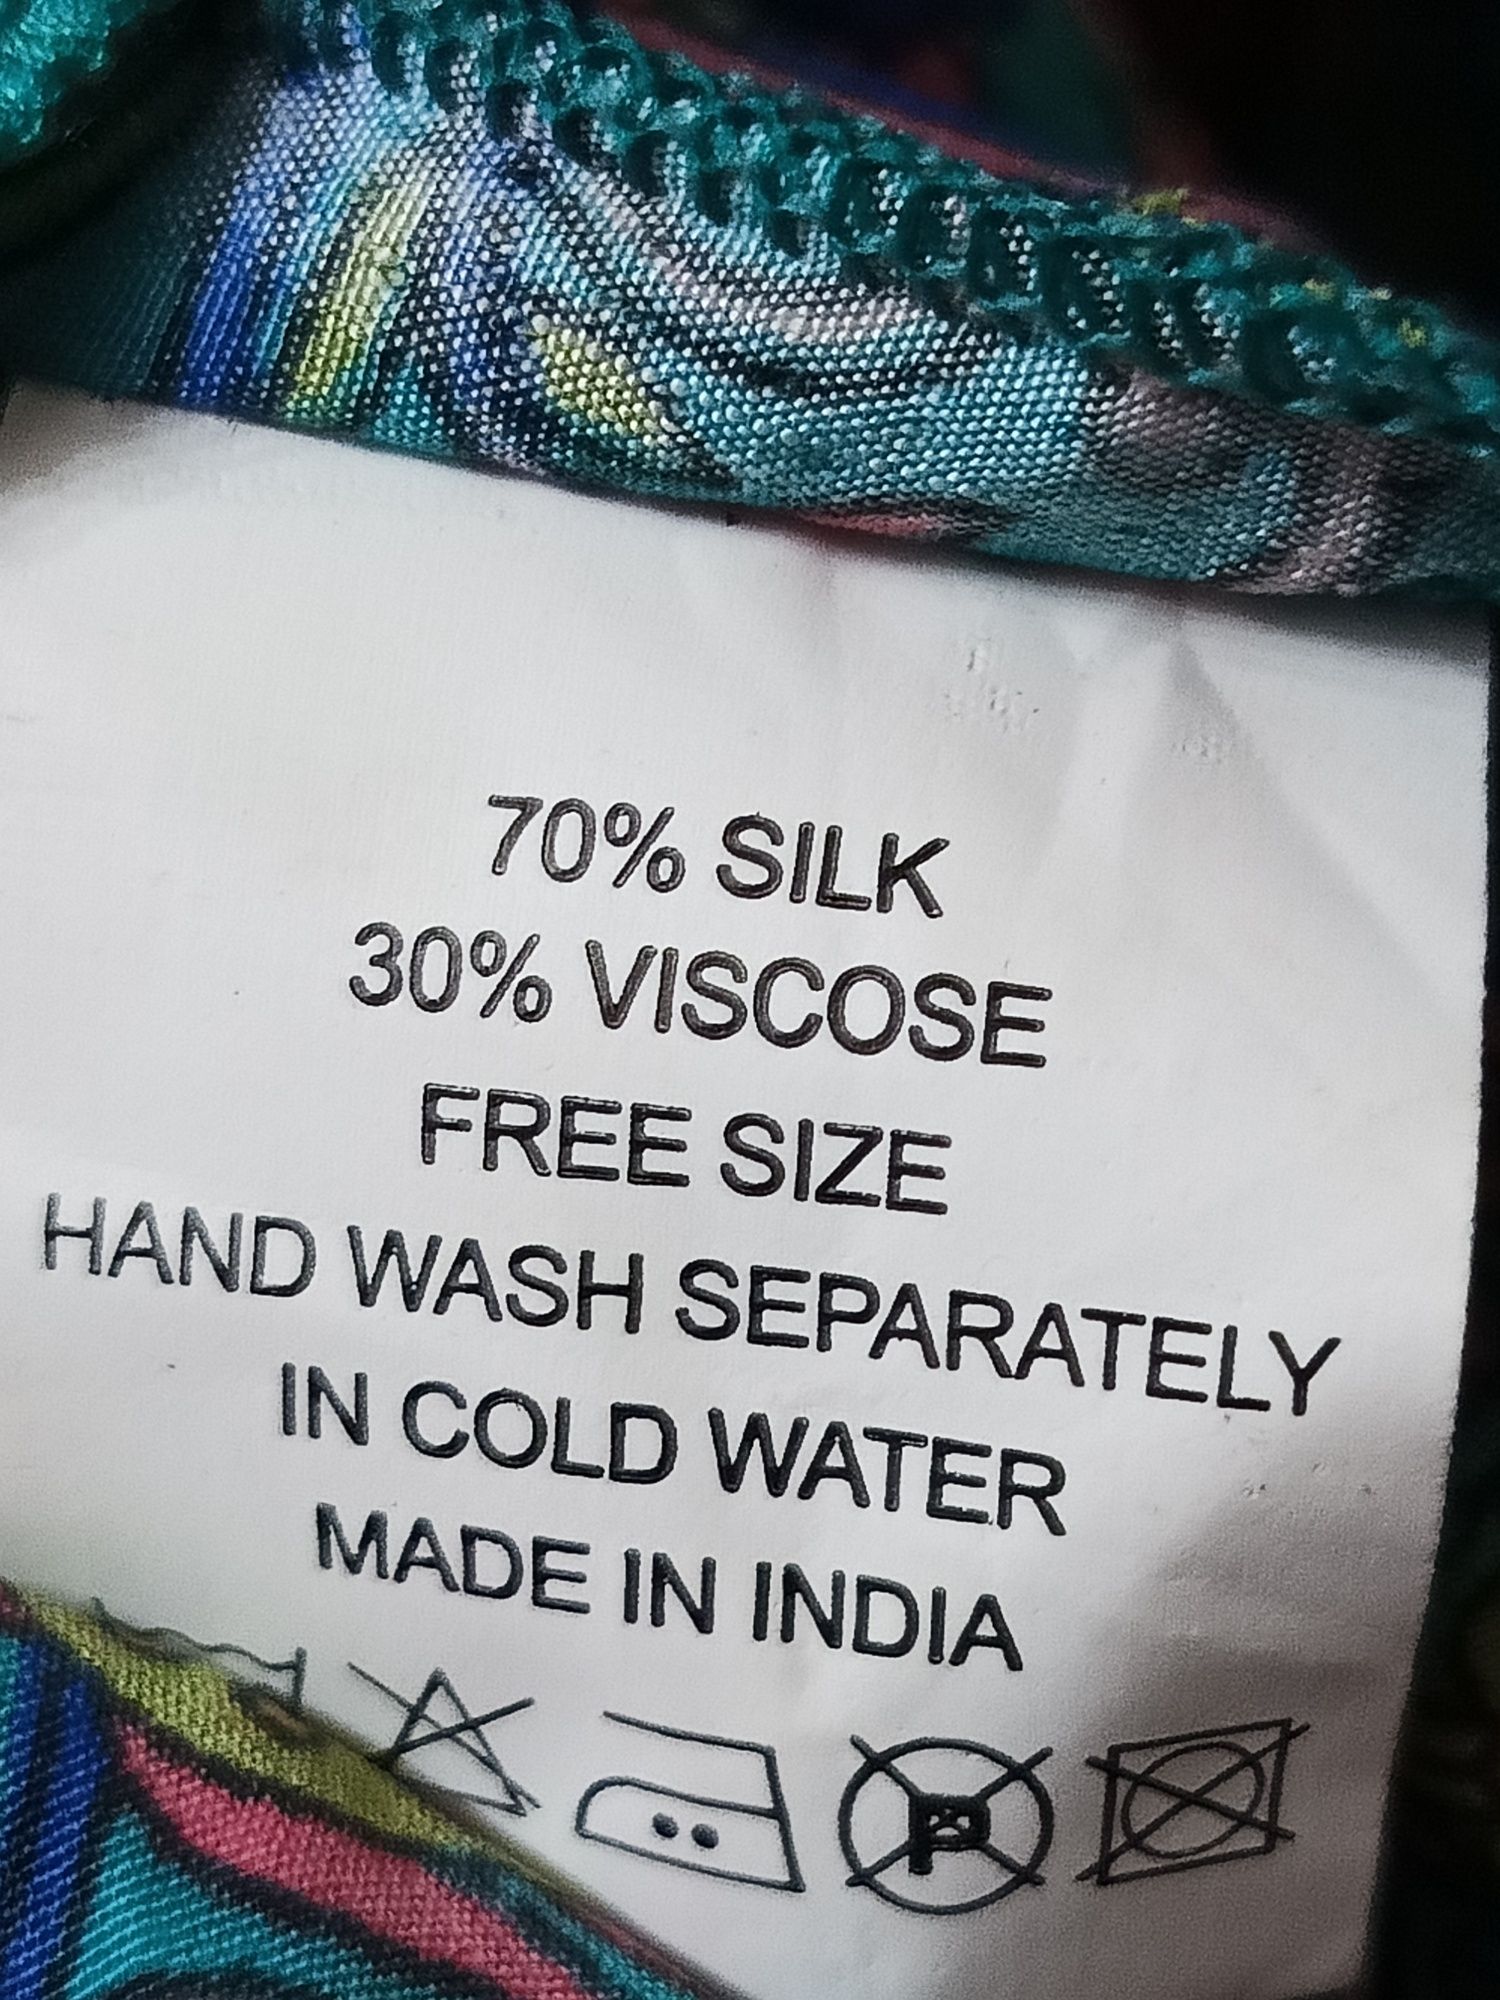 70% SILK
30% VISCOSE
FREE SIZE
HAND WASH SEPARATELY
IN COLD WATER
MADE IN INDIA
P